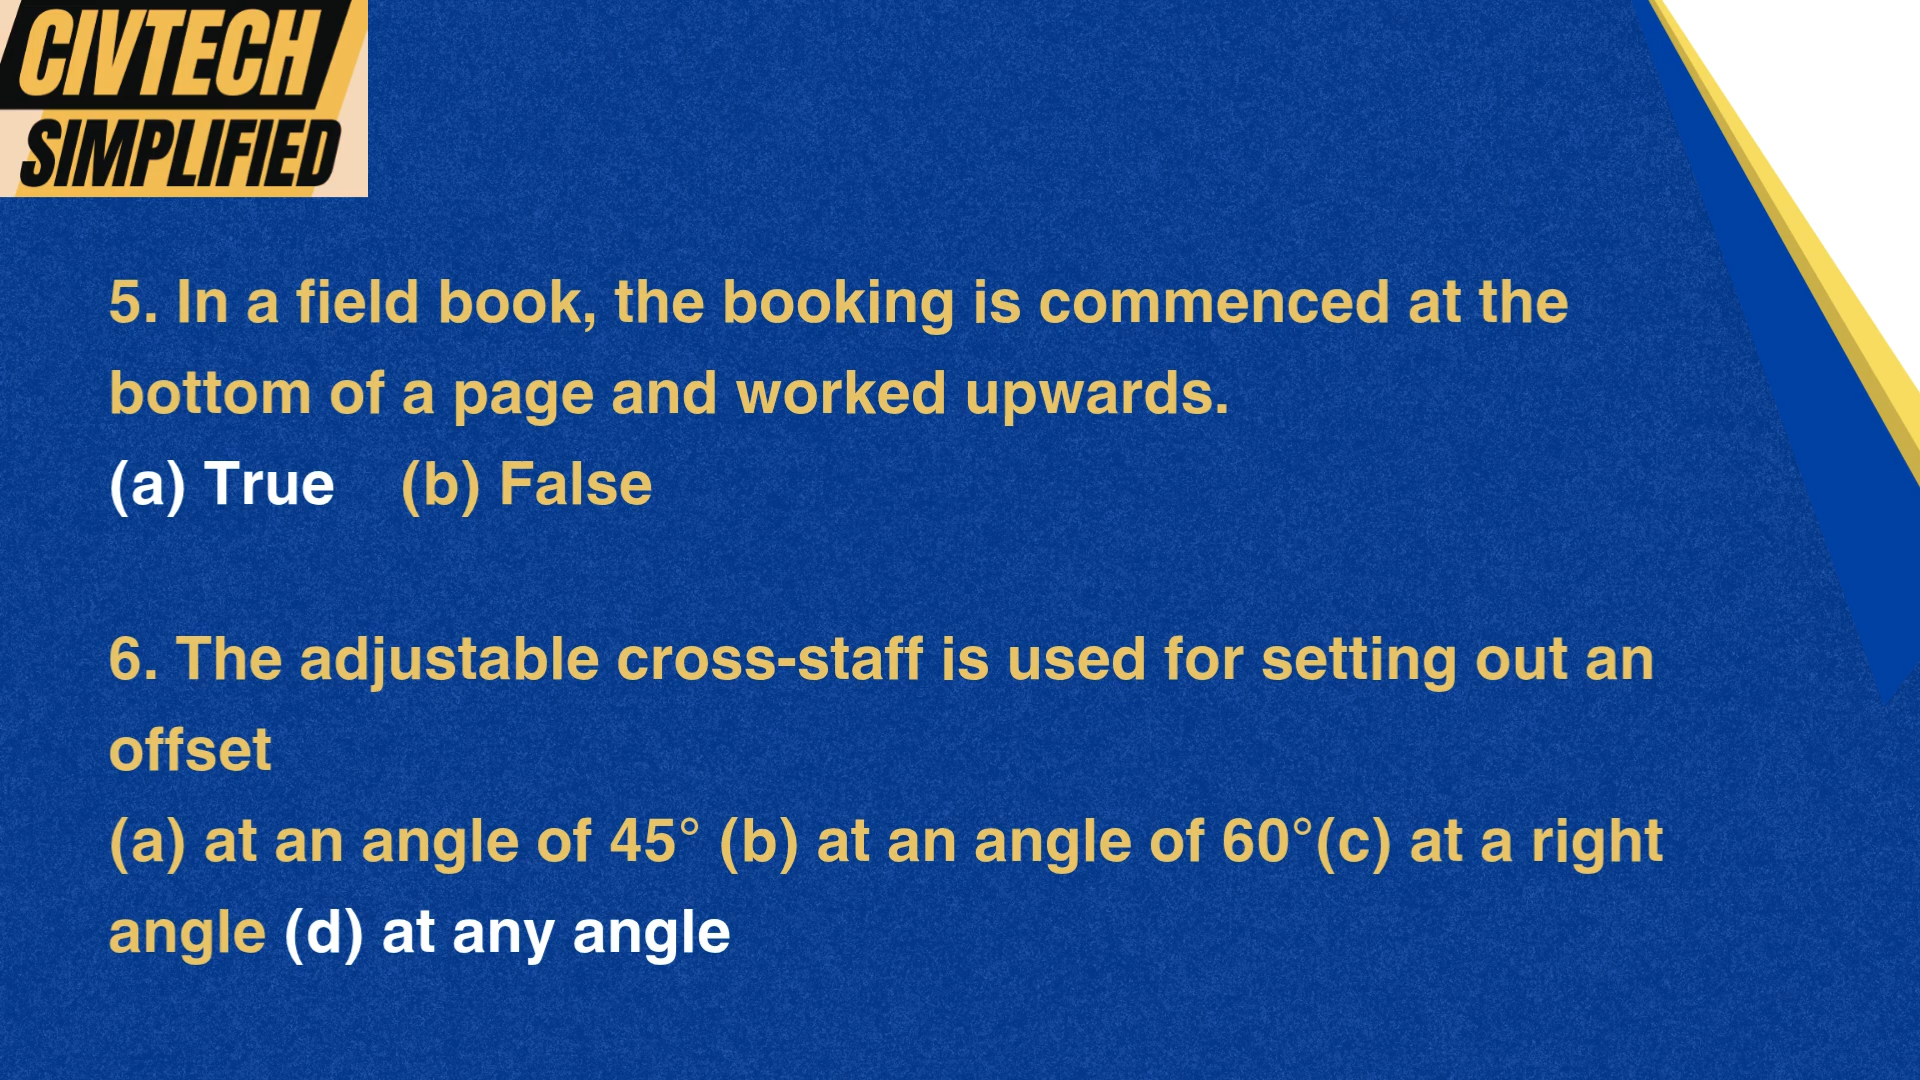 CIVTECH
SIMPLIFIED
5. In a field book, the booking is commenced at the
bottom of a page and worked upwards.
(a) True (b) False
6. The adjustable cross-staff is used for setting out an
offset
(a) at an angle of 45° (b) at an angle of 60°(c) at a right
angle (d) at any angle